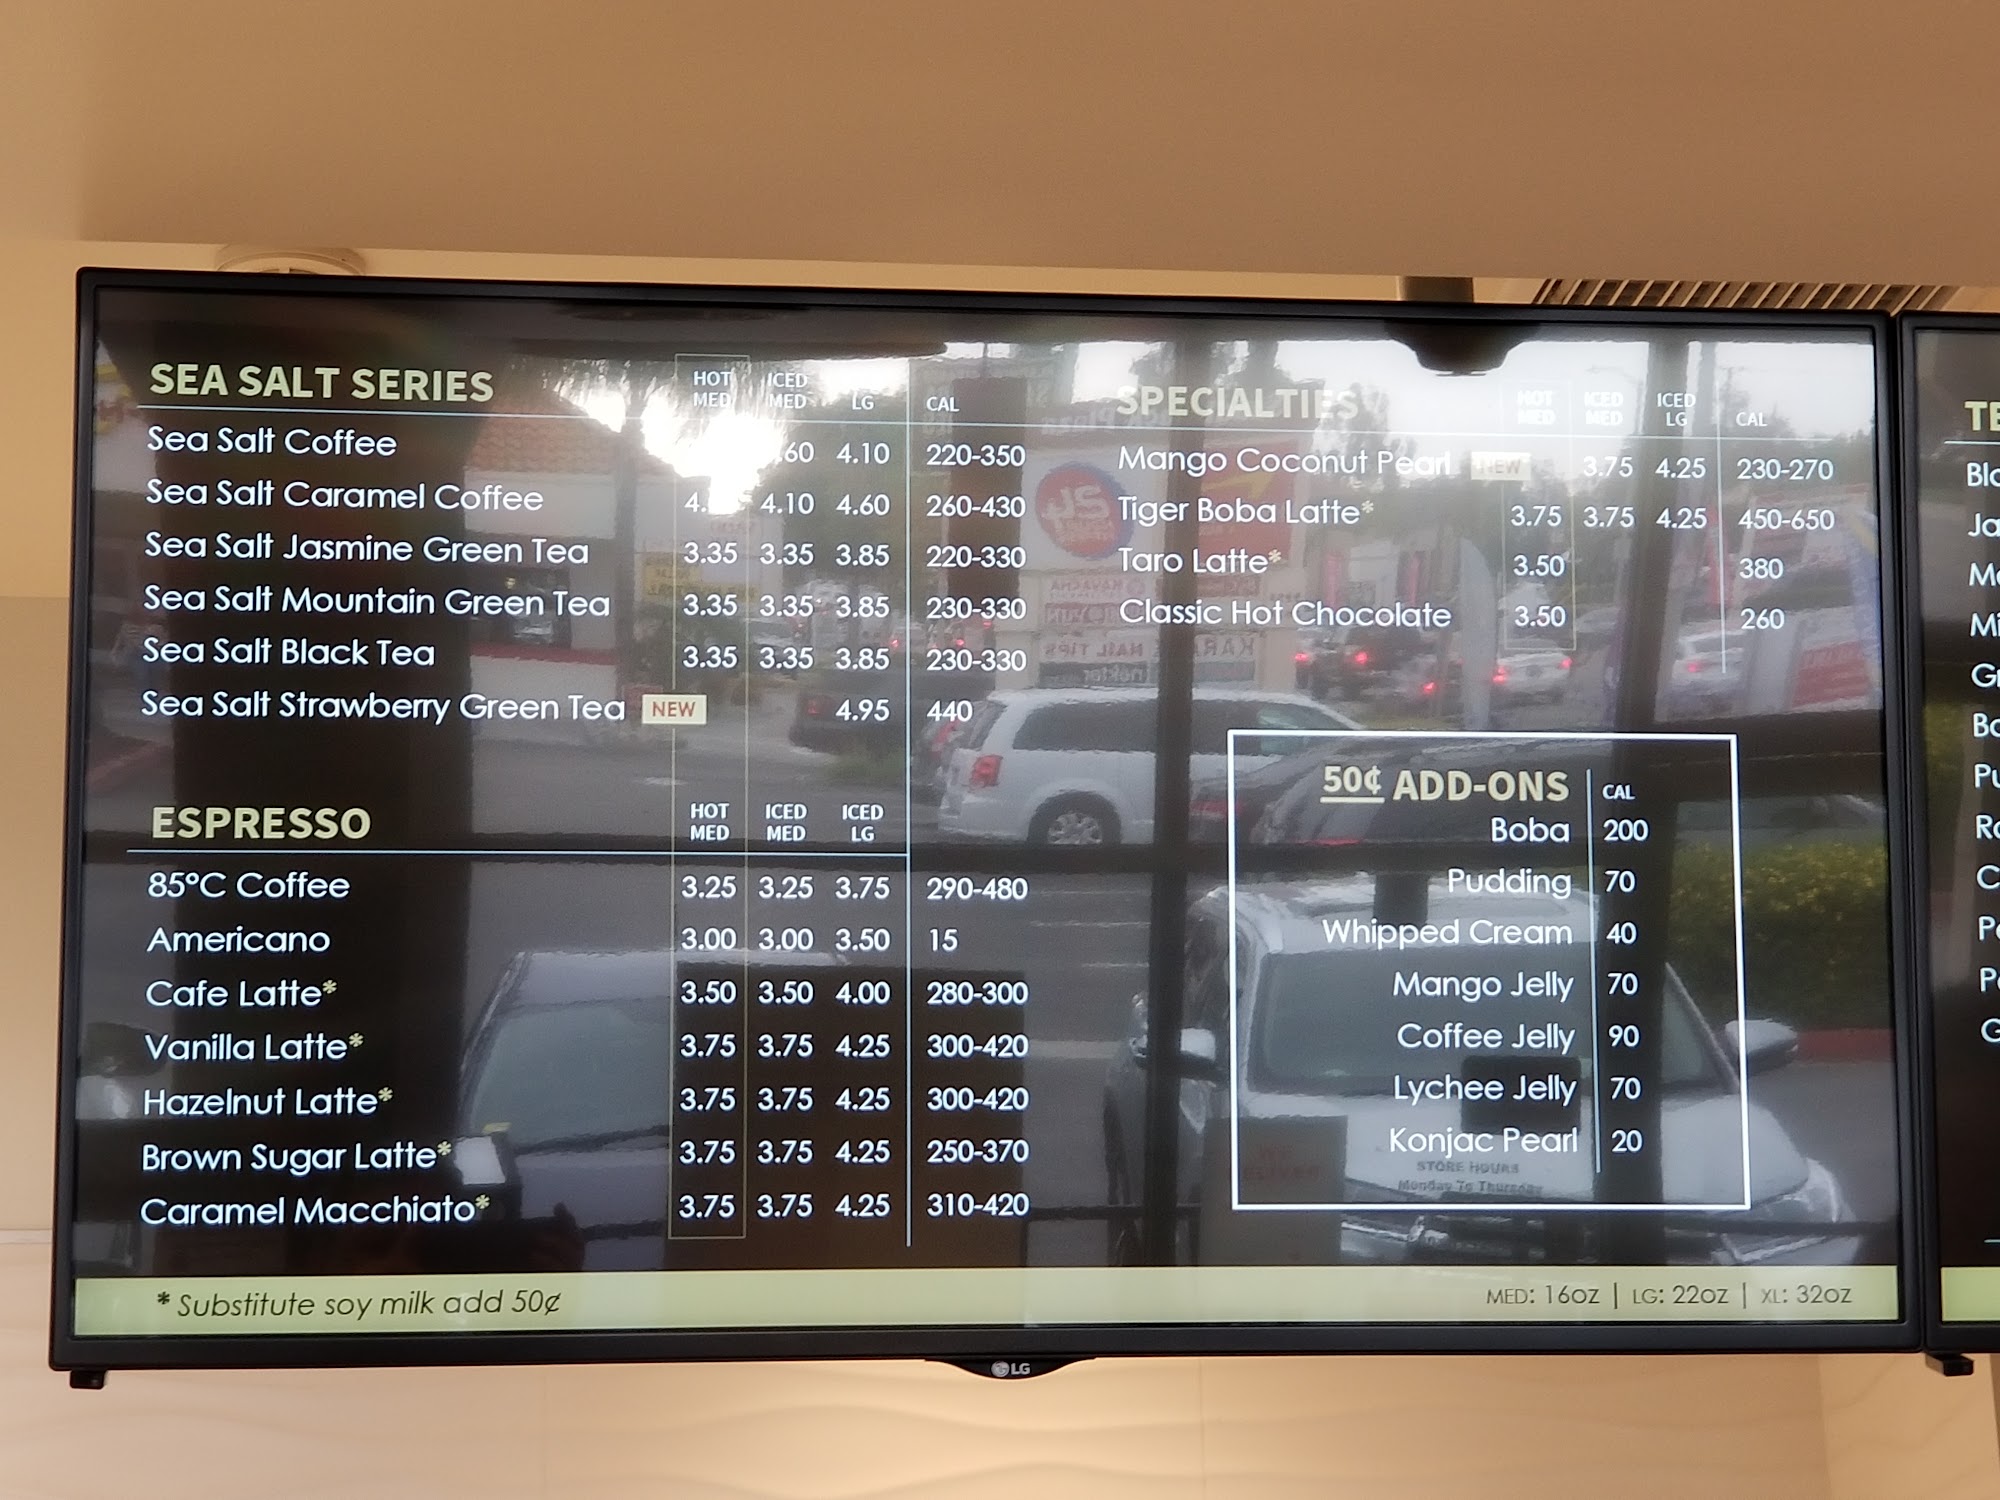 SEA SALT SERIES HOT MED ICED MED LG CAL
Sea Salt Coffee 4.10 220-350
Sea Salt Caramel Coffee 4.10 4.60 260-430
Sea Salt Jasmine Green Tea 3.35 3.35 3.85 220-330
Sea Salt Mountain Green Tea 3.35 3.35 3.85 230-330
Sea Salt Black Tea 3.35 3.35 3.85 230-330
Sea Salt Strawberry Green Tea NEW 4.95 440
ESPRESSO HOT MED ICED MED ICED LG
85°C Coffee 3.25 3.25 3.75 290-480
Americano 3.00 3.00 3.50 15
Cafe Latte* 3.50 3.50 4.00 280-300
Vanilla Latte* 3.75 3.75 4.25 300-420
Hazelnut Latte* 3.75 3.75 4.25 300-420
Brown Sugar Latte* 3.75 3.75 4.25 250-370
Caramel Macchiato* 3.75 3.75 4.25 310-420
SPECIALTIES HOT MED ICED MED ICED LG CAL
Mango Coconut Pearl NEW 3.75 4.25 230-270
Tiger Boba Latte* 3.75 3.75 4.25 450-650
Taro Latte* 3.50 380
Classic Hot Chocolate 3.50 260
50¢ ADD-ONS CAL
Boba 200
Pudding 70
Whipped Cream 40
Mango Jelly 70
Coffee Jelly 90
Lychee Jelly 70
Konjac Pearl 20
* Substitute soy milk add 50¢
MED: 16OZ | LG: 22OZ | XL: 32OZ
LG